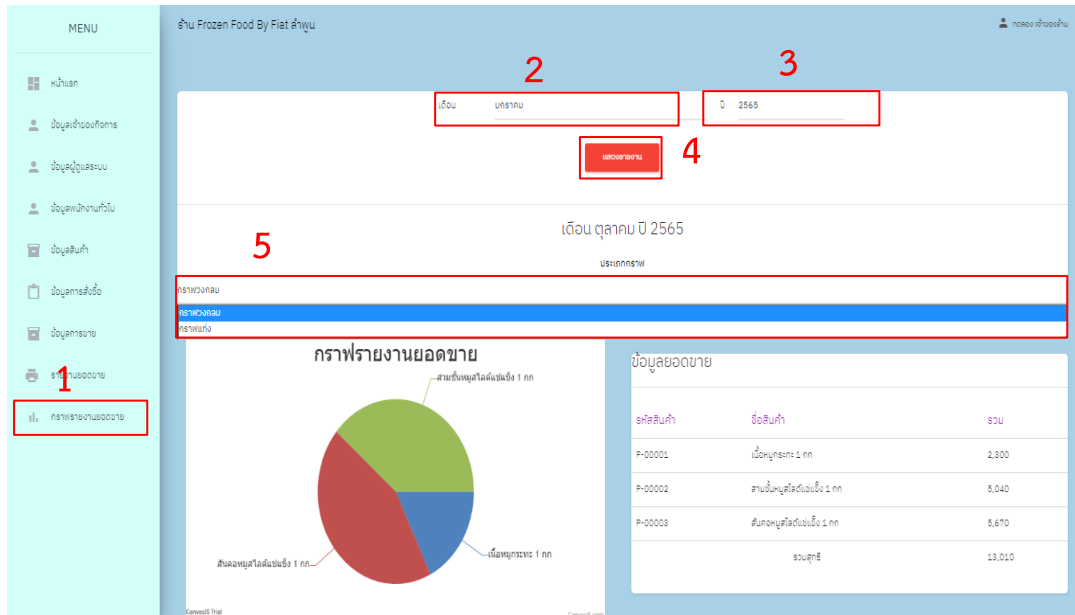 MENU
ร้าน Frozen Food By Fiat ลำพูน
ทดลอง เจ้าของร้าน
หน้าแรก
ข้อมูลเจ้าของกิจการ
ข้อมูลผู้ดูแลระบบ
ข้อมูลพนักงานทั่วไป
ข้อมูลสินค้า
ข้อมูลการสั่งซื้อ
ข้อมูลการขาย
รายงานยอดขาย
1
กราฟรายงานยอดขาย
2
3
เดือน มกราคม ปี 2565
แสดงรายงาน
4
เดือน ตุลาคม ปี 2565
5
ประเภทกราฟ
กราฟวงกลม
กราฟวงกลม
กราฟแท่ง
กราฟรายงานยอดขาย
สามชั้นหมูสไลด์แช่แข็ง 1 กก
สันคอหมูสไลด์แช่แข็ง 1 กก
เนื้อหมูกระทะ 1 กก
CanvasJS Trial
CanvasJS.com
ข้อมูลยอดขาย
รหัสสินค้า ชื่อสินค้า รวม
P-00001 เนื้อหมูกระทะ 1 กก 2,300
P-00002 สามชั้นหมูสไลด์แช่แข็ง 1 กก 5,040
P-00003 สันคอหมูสไลด์แช่แข็ง 1 กก 5,670
รวมสุทธิ 13,010